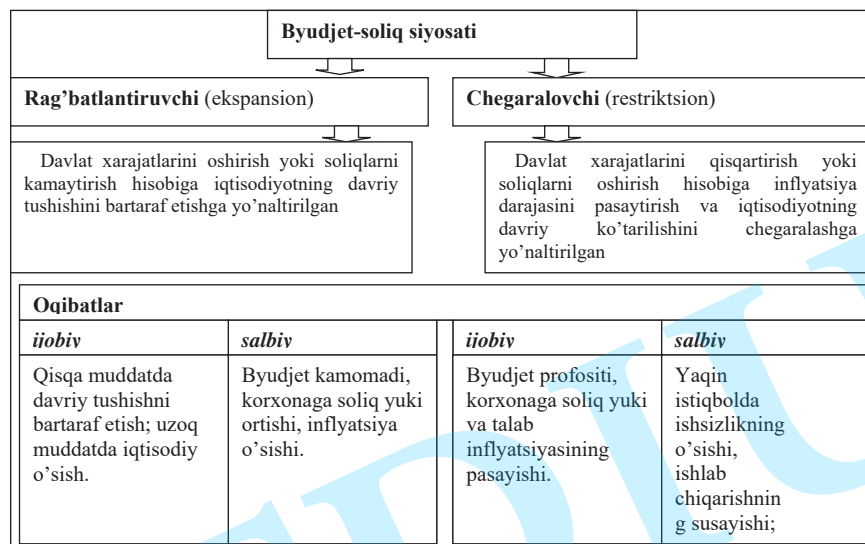 Byudjet-soliq siyosati
Rag’batlantiruvchi (ekspansion)
Chegaralovchi (restriktsion)
Davlat xarajatlarini oshirish yoki soliqlarni
kamaytirish hisobiga iqtisodiyotning davriy
tushishini bartaraf etishga yo’naltirilgan
Davlat xarajatlarini qisqartirish yoki
soliqlarni oshirish hisobiga inflyatsiya
darajasini pasaytirish va iqtisodiyotning
davriy ko’tarilishini chegaralashga
yo’naltirilgan
Oqibatlar
ijobiy
salbiy
ijobiy
salbiy
Qisqa muddatda
davriy tushishni
bartaraf etish; uzoq
muddatda iqtisodiy
o’sish.
Byudjet kamomadi,
korxonaga soliq yuki
ortishi, inflyatsiya
o’sishi.
Byudjet profositi,
korxonaga soliq yuki
va talab
inflyatsiyasining
pasayishi.
Yaqin
istiqbolda
ishsizlikning
o’sishi,
ishlab
chiqarishnin
g susayishi;